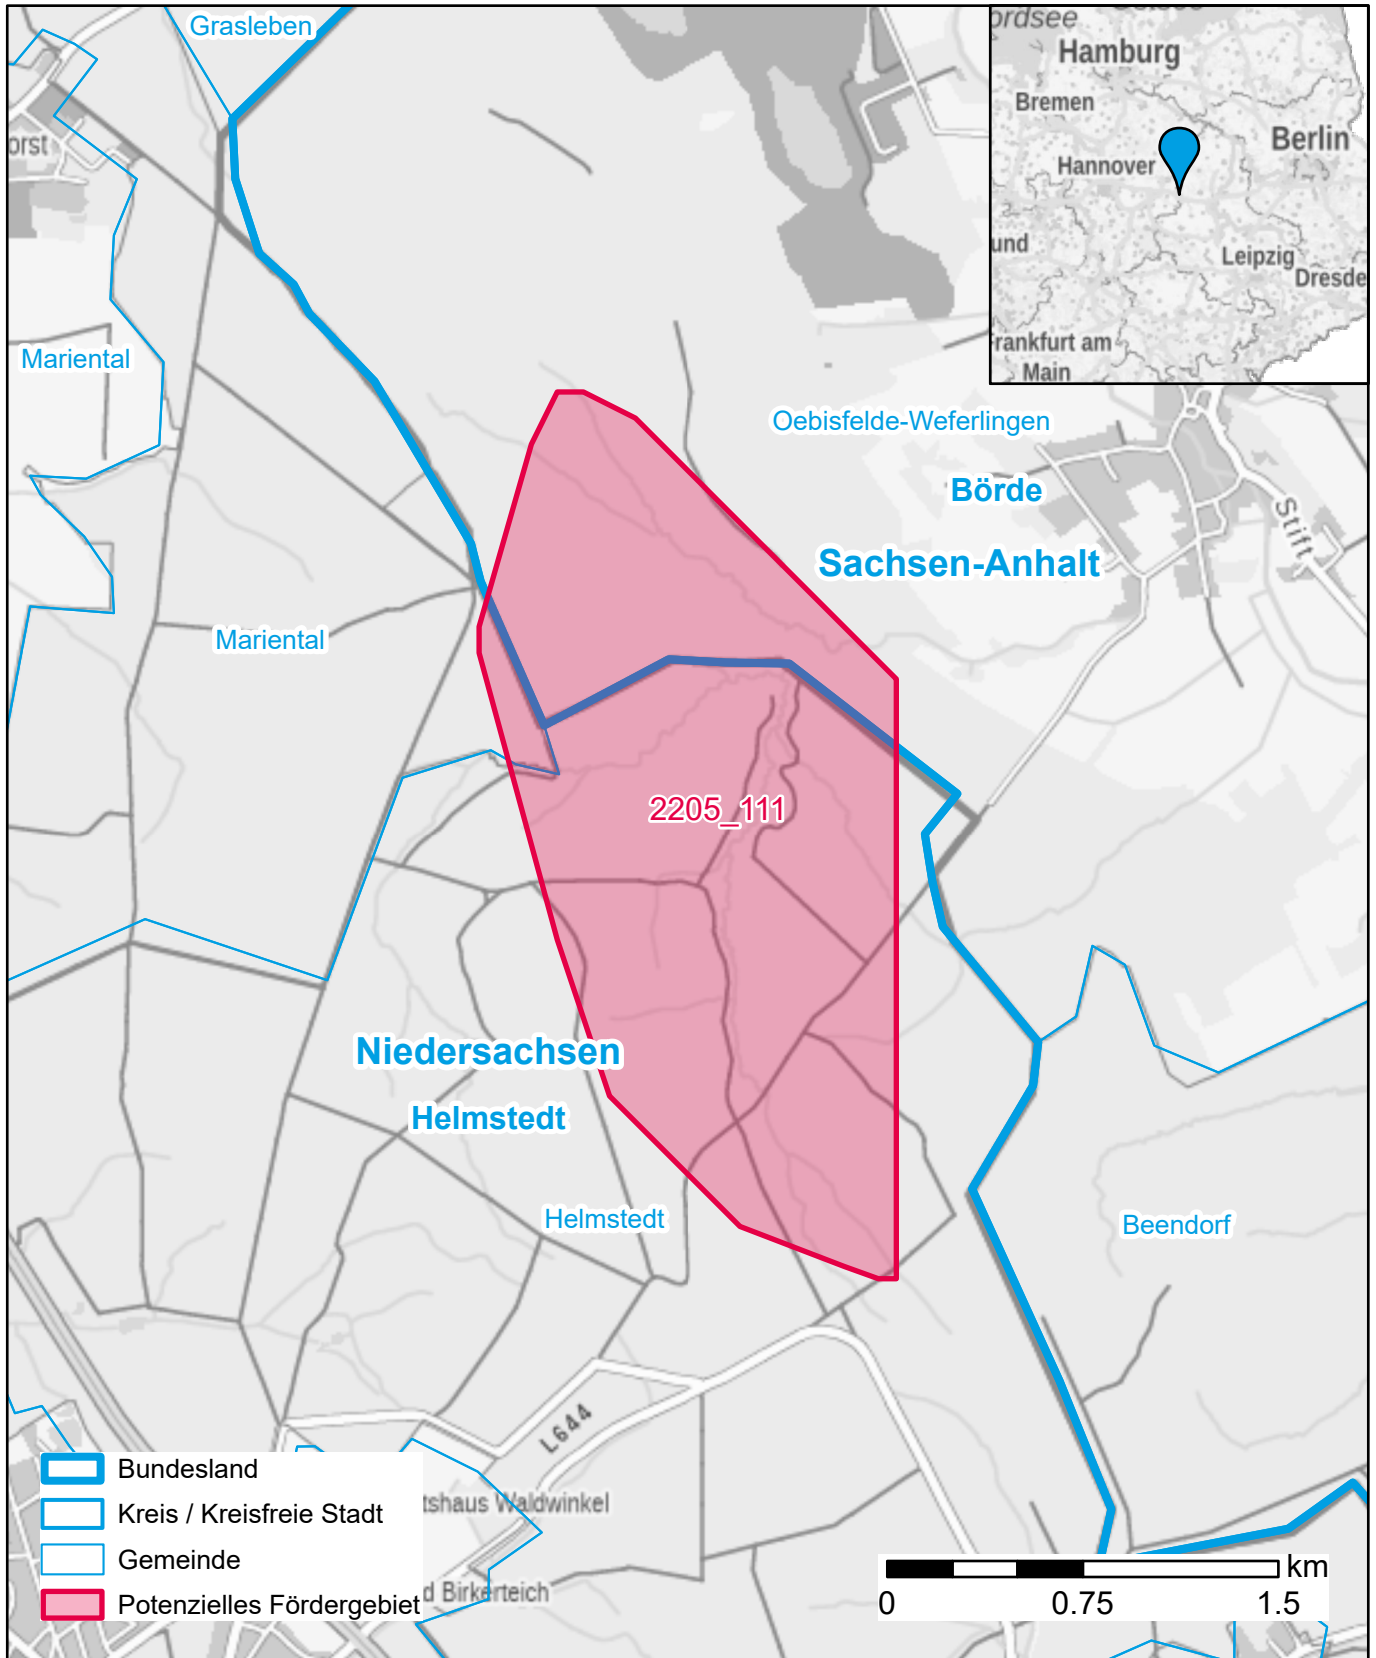 Grasleben
ordsee
Ostsee
Hamburg
Bremen
Berlin
Hannover
und
Leipzig
Dresde
rankfurt am
Main
orst
Mariental
Oebisfelde-Weferlingen
Börde
Stift
Sachsen-Anhalt
Mariental
2205_111
Niedersachsen
Helmstedt
Helmstedt
Beendorf
L644
Bundesland
tshaus Waldwinkel
Kreis / Kreisfreie Stadt
Gemeinde
d Birkerteich
Potenzielles Fördergebiet
km
0 0.75 1.5